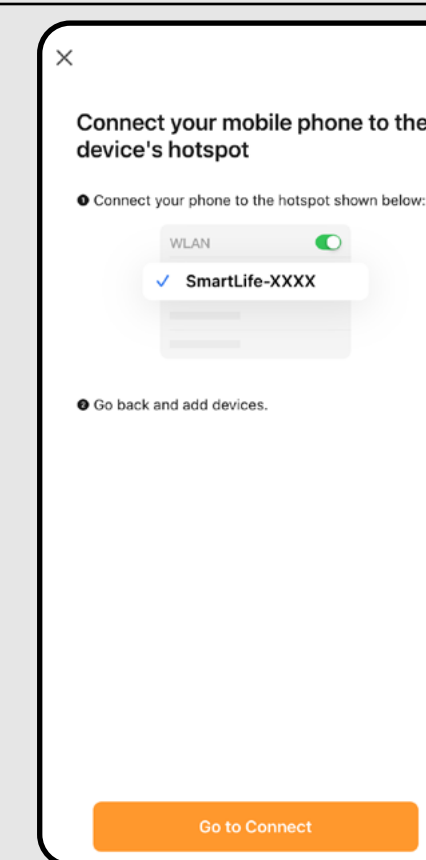 Connect your mobile phone to the
device's hotspot
❶ Connect your phone to the hotspot shown below:
WLAN
SmartLife-XXXX
❷ Go back and add devices.
Go to Connect